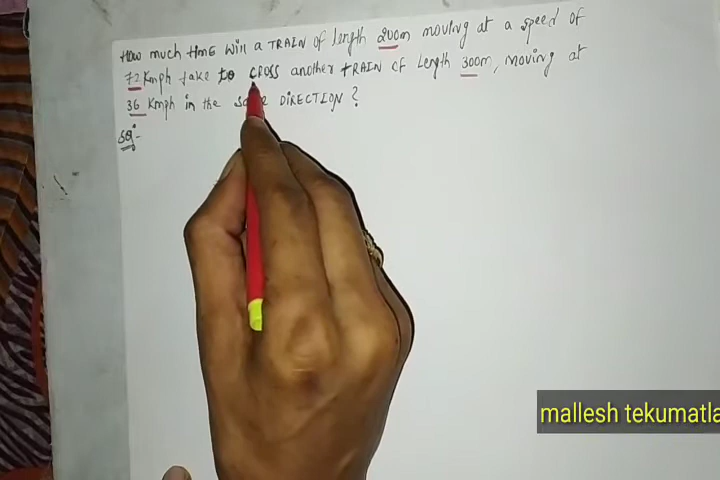 How much time will a TRAIN of length 200m moving at a speed of
72 Kmph take to CROSS another TRAIN of Length 300m, moving at
36 Kmph in the DIRECTION ?
Sol:-
mallesh tekumatla